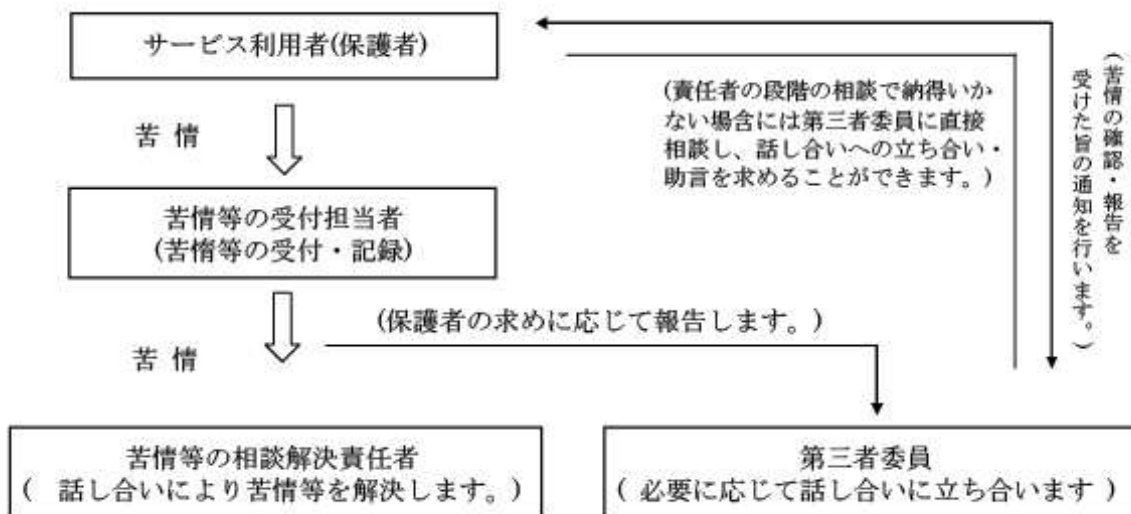 サービス利用者(保護者)
(責任者の段階の相談で納得いか
ない場含には第三者委員に直接
相談し、話し合いへの立ち合い・
助言を求めることができます。)
(苦情の確認・報告を
受けた旨の通知を行います。)
苦 情
苦情等の受付担当者
(苦情等の受付・記録)
(保護者の求めに応じて報告します。)
苦 情
苦情等の相談解決責任者
( 話し合いにより苦情等を解決します。)
第三者委員
( 必要に応じて話し合いに立ち合います )